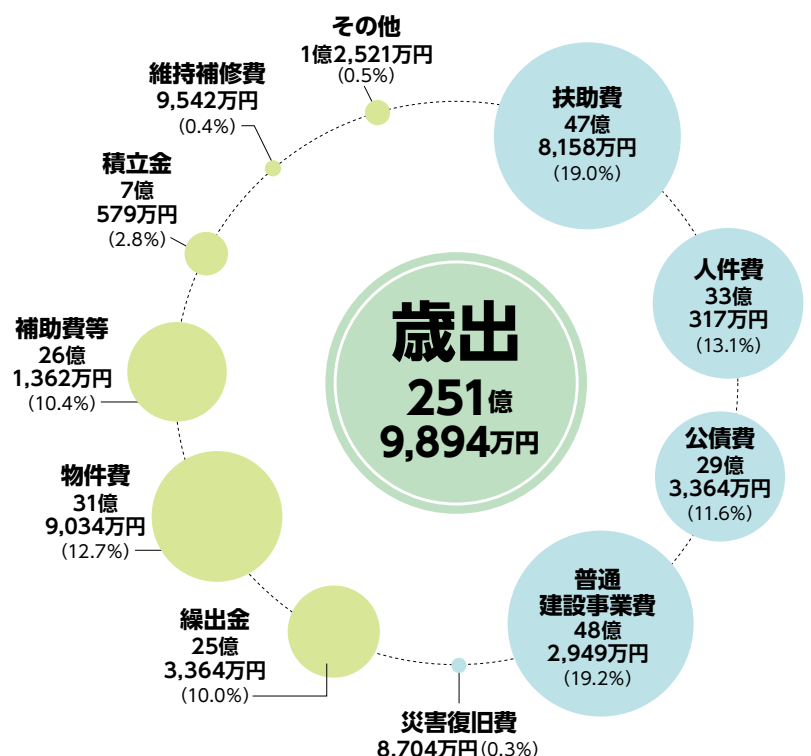 歳出
251億
9,894万円
扶助費
47億
8,158万円
(19.0%)
人件費
33億
317万円
(13.1%)
公債費
29億
3,364万円
(11.6%)
普通
建設事業費
48億
2,949万円
(19.2%)
災害復旧費
8,704万円(0.3%)
繰出金
25億
3,364万円
(10.0%)
物件費
31億
9,034万円
(12.7%)
補助費等
26億
1,362万円
(10.4%)
積立金
7億
579万円
(2.8%)
維持補修費
9,542万円
(0.4%)
その他
1億2,521万円
(0.5%)